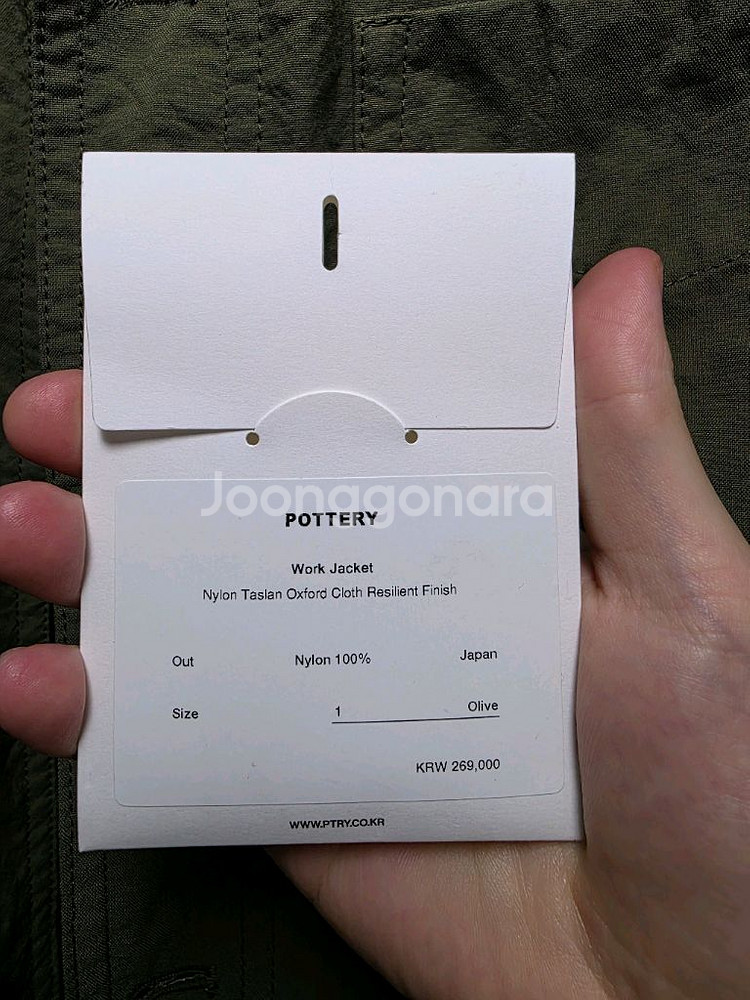 Joonggonara
POTTERY
Work Jacket
Nylon Taslan Oxford Cloth Resilient Finish
Out Nylon 100% Japan
Size 1 Olive
KRW 269,000
WWW.PTRY.CO.KR